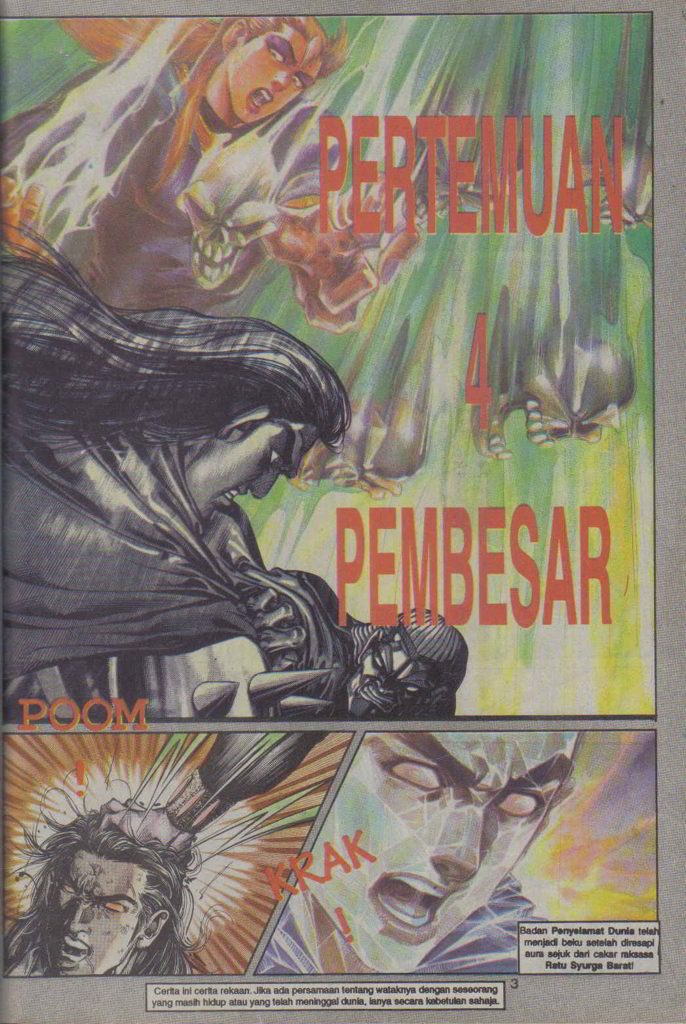 PERTEMUAN
4
PEMBESAR
POOM
!
KRAK
!
Badan Penyelamat Dunia telah
menjadi beku setelah diresapi
aura sejuk dari cakar raksasa
Ratu Syurga Barat!
3
Cerita ini cerita rekaan. Jika ada persamaan tentang wataknya dengan seseorang
yang masih hidup atau yang telah meninggal dunia, ianya secara kebetulan sahaja.